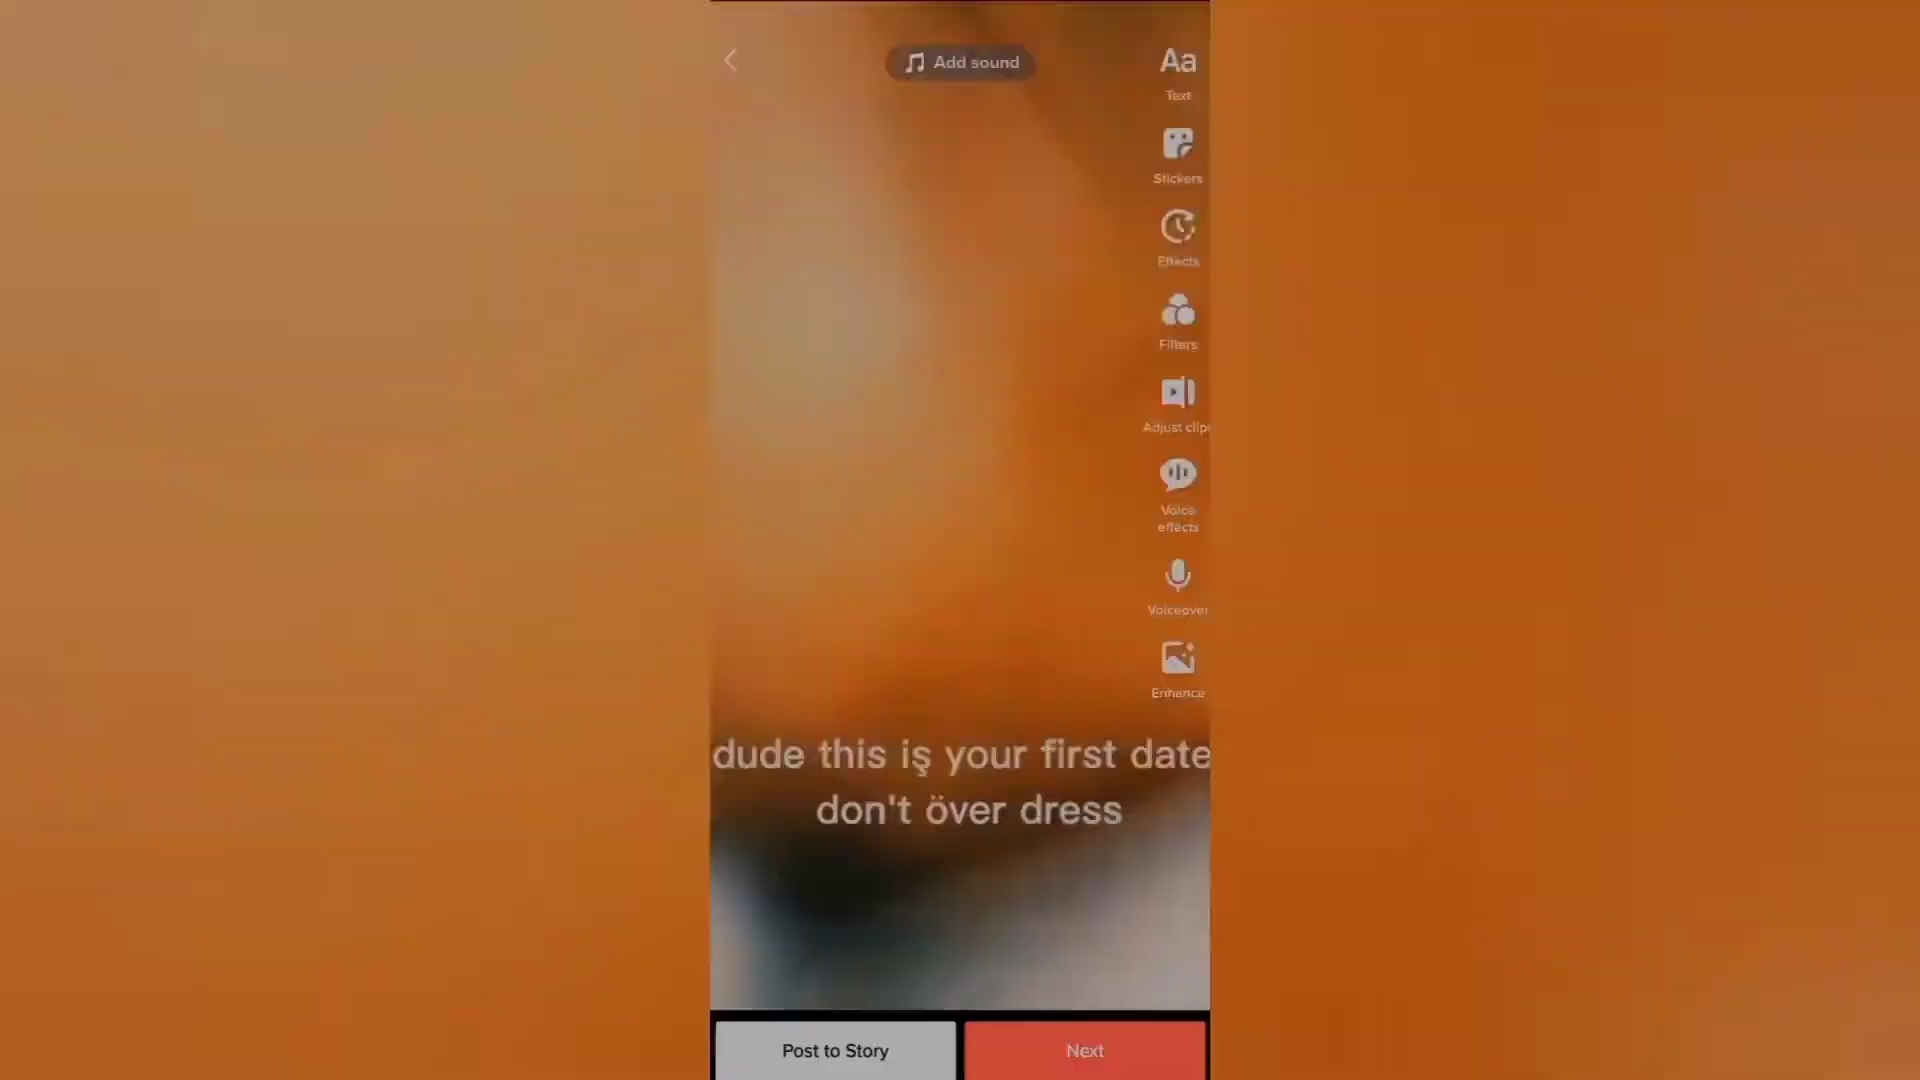 Add sound
Aa
Text
Stickers
Effects
Filters
Adjust clips
Voice
effects
Voiceover
Enhance
dude this iş your first date
don't över dress
Post to Story
Next